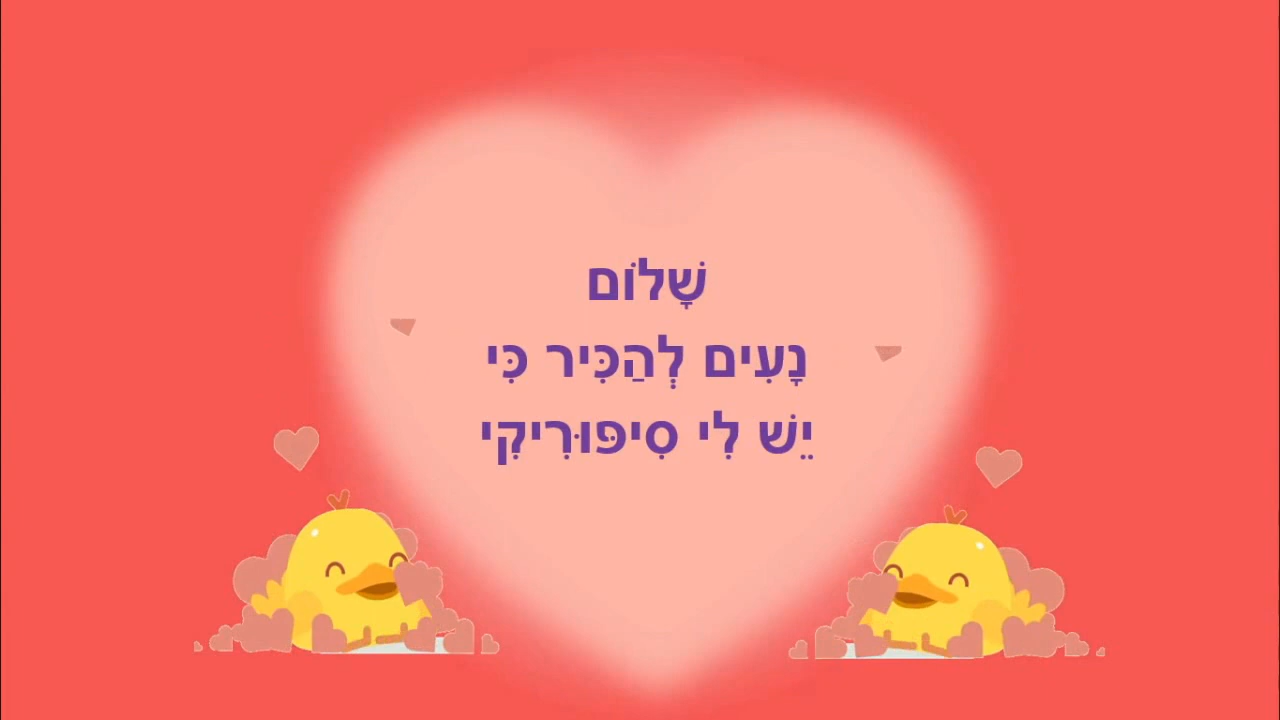 שָׁלוֹם
נָעִים לְהַכִּיר כִּי
יֵשׁ לִי סִיפּוּרִיקִי